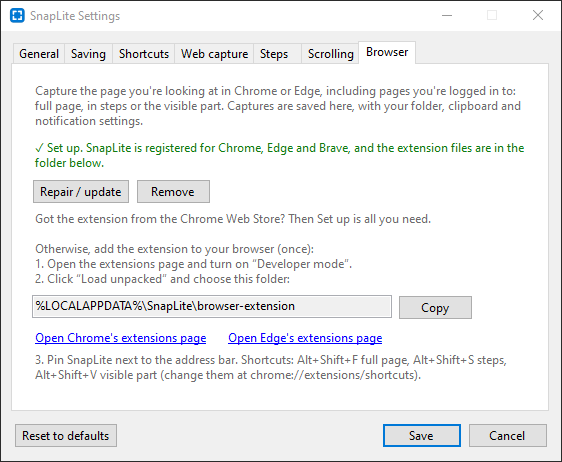 SnapLite Settings
General Saving Shortcuts Web capture Steps Scrolling Browser
Capture the page you're looking at in Chrome or Edge, including pages you're logged in to:
full page, in steps or the visible part. Captures are saved here, with your folder, clipboard and
notification settings.
✓ Set up. SnapLite is registered for Chrome, Edge and Brave, and the extension files are in the
folder below.
Repair / update Remove
Got the extension from the Chrome Web Store? Then Set up is all you need.
Otherwise, add the extension to your browser (once):
1. Open the extensions page and turn on “Developer mode”.
2. Click “Load unpacked” and choose this folder:
%LOCALAPPDATA%\SnapLite\browser-extension Copy
Open Chrome's extensions page Open Edge's extensions page
3. Pin SnapLite next to the address bar. Shortcuts: Alt+Shift+F full page, Alt+Shift+S steps,
Alt+Shift+V visible part (change them at chrome://extensions/shortcuts).
Reset to defaults Save Cancel